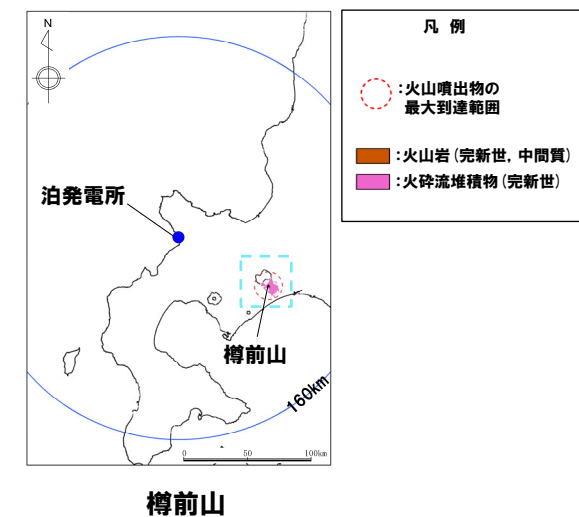 N
泊発電所
樽前山
160km
0 50 100km
凡 例
:火山噴出物の
最大到達範囲
:火山岩(完新世, 中間質)
:火砕流堆積物(完新世)
樽前山